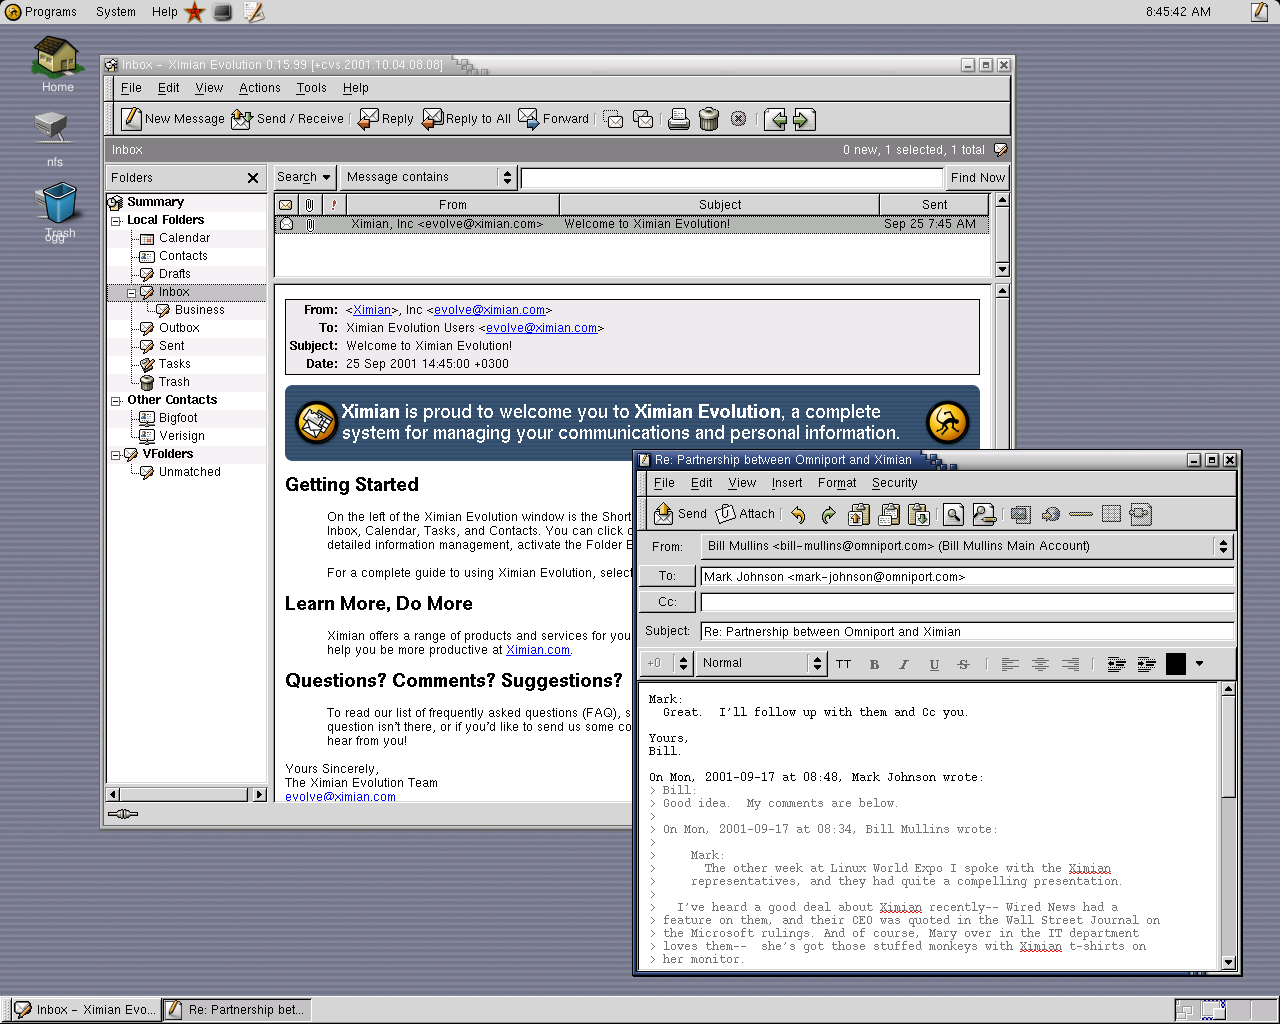 Programs System Help 8:45:42 AM
Home
nfs
Trash
ogg
Inbox - Ximian Evolution 0.15.99 [+cvs.2001.10.04.08.08]
File Edit View Actions Tools Help
New Message Send / Receive Reply Reply to All Forward
Inbox 0 new, 1 selected, 1 total
Folders
Search Message contains Find Now
Summary
Local Folders
Calendar
Contacts
Drafts
Inbox
Business
Outbox
Sent
Tasks
Trash
Other Contacts
Bigfoot
Verisign
VFolders
Unmatched
! From Subject Sent
Ximian, Inc <evolve@ximian.com> Welcome to Ximian Evolution! Sep 25 7:45 AM
From: <Ximian>, Inc <evolve@ximian.com>
To: Ximian Evolution Users <evolve@ximian.com>
Subject: Welcome to Ximian Evolution!
Date: 25 Sep 2001 14:45:00 +0300
Ximian is proud to welcome you to Ximian Evolution, a complete
system for managing your communications and personal information.
Getting Started
On the left of the Ximian Evolution window is the Short
Inbox, Calendar, Tasks, and Contacts. You can click o
detailed information management, activate the Folder E
For a complete guide to using Ximian Evolution, select
Learn More, Do More
Ximian offers a range of products and services for you
help you be more productive at Ximian.com.
Questions? Comments? Suggestions?
To read our list of frequently asked questions (FAQ), s
question isn't there, or if you'd like to send us some co
hear from you!
Yours Sincerely,
The Ximian Evolution Team
evolve@ximian.com
Re: Partnership between Omniport and Ximian
File Edit View Insert Format Security
Send Attach
From: Bill Mullins <bill-mullins@omniport.com> (Bill Mullins Main Account)
To: Mark Johnson <mark-johnson@omniport.com>
Cc:
Subject: Re: Partnership between Omniport and Ximian
+0 Normal TT B I U S
Mark:
Great. I'll follow up with them and Cc you.
Yours,
Bill.
On Mon, 2001-09-17 at 08:48, Mark Johnson wrote:
> Bill:
> Good idea. My comments are below.
>
> On Mon, 2001-09-17 at 08:34, Bill Mullins wrote:
>
> Mark:
> The other week at Linux World Expo I spoke with the Ximian
> representatives, and they had quite a compelling presentation.
>
> I've heard a good deal about Ximian recently-- Wired News had a
> feature on them, and their CEO was quoted in the Wall Street Journal on
> the Microsoft rulings. And of course, Mary over in the IT department
> loves them-- she's got those stuffed monkeys with Ximian t-shirts on
> her monitor.
Inbox - Ximian Evo... Re: Partnership bet...